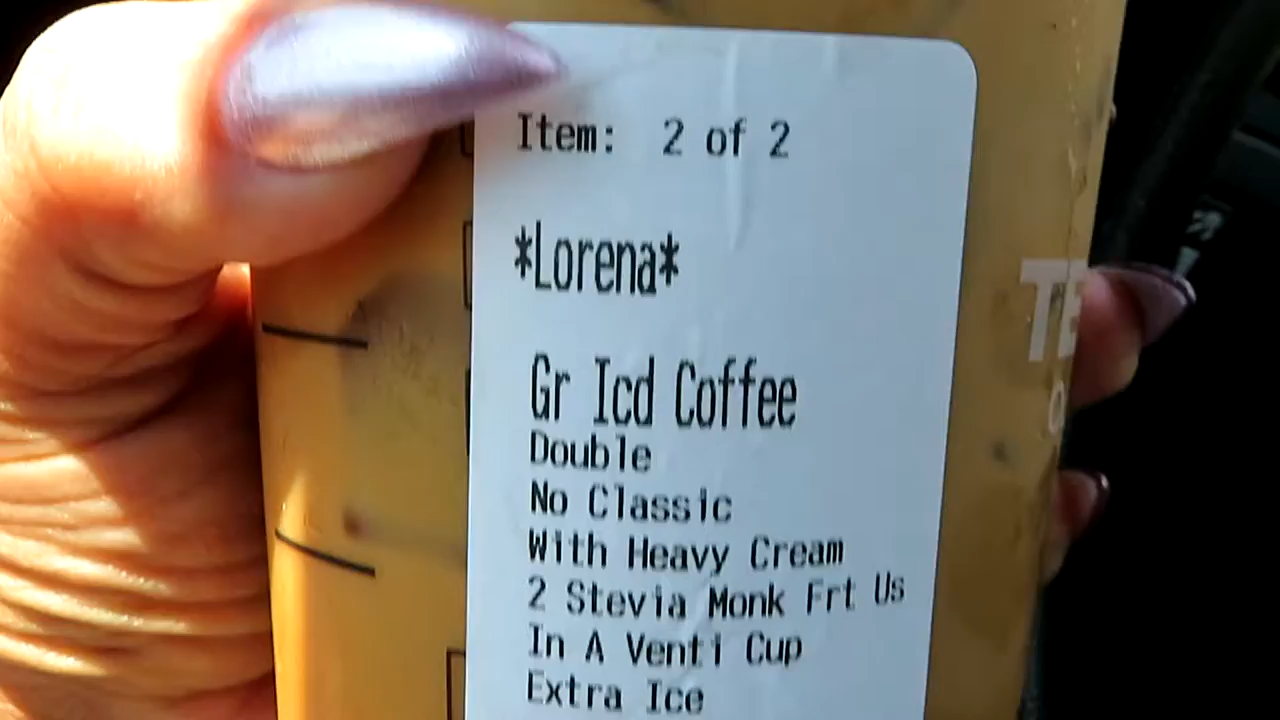 Item: 2 of 2
*Lorena*
Gr Icd Coffee
Double
No Classic
With Heavy Cream
2 Stevia Monk Frt Us
In A Venti Cup
Extra Ice
TE